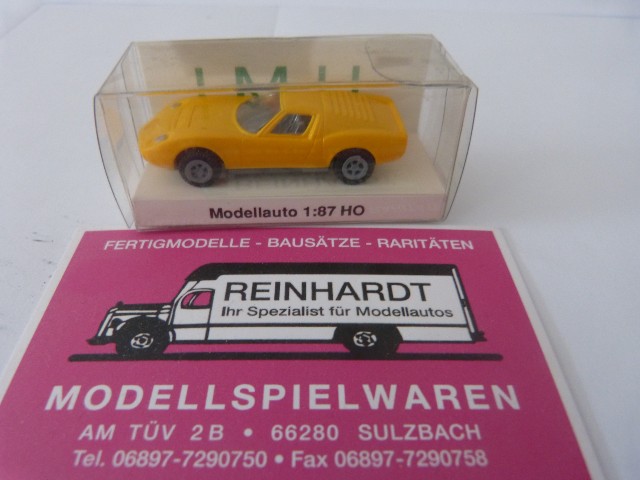 I M U
Modellauto 1:87 HO
FERTIGMODELLE - BAUSÄTZE - RARITÄTEN
REINHARDT
Ihr Spezialist für Modellautos
MODELLSPIELWAREN
AM TÜV 2B • 66280 SULZBACH
Tel. 06897-7290750 • Fax 06897-7290758